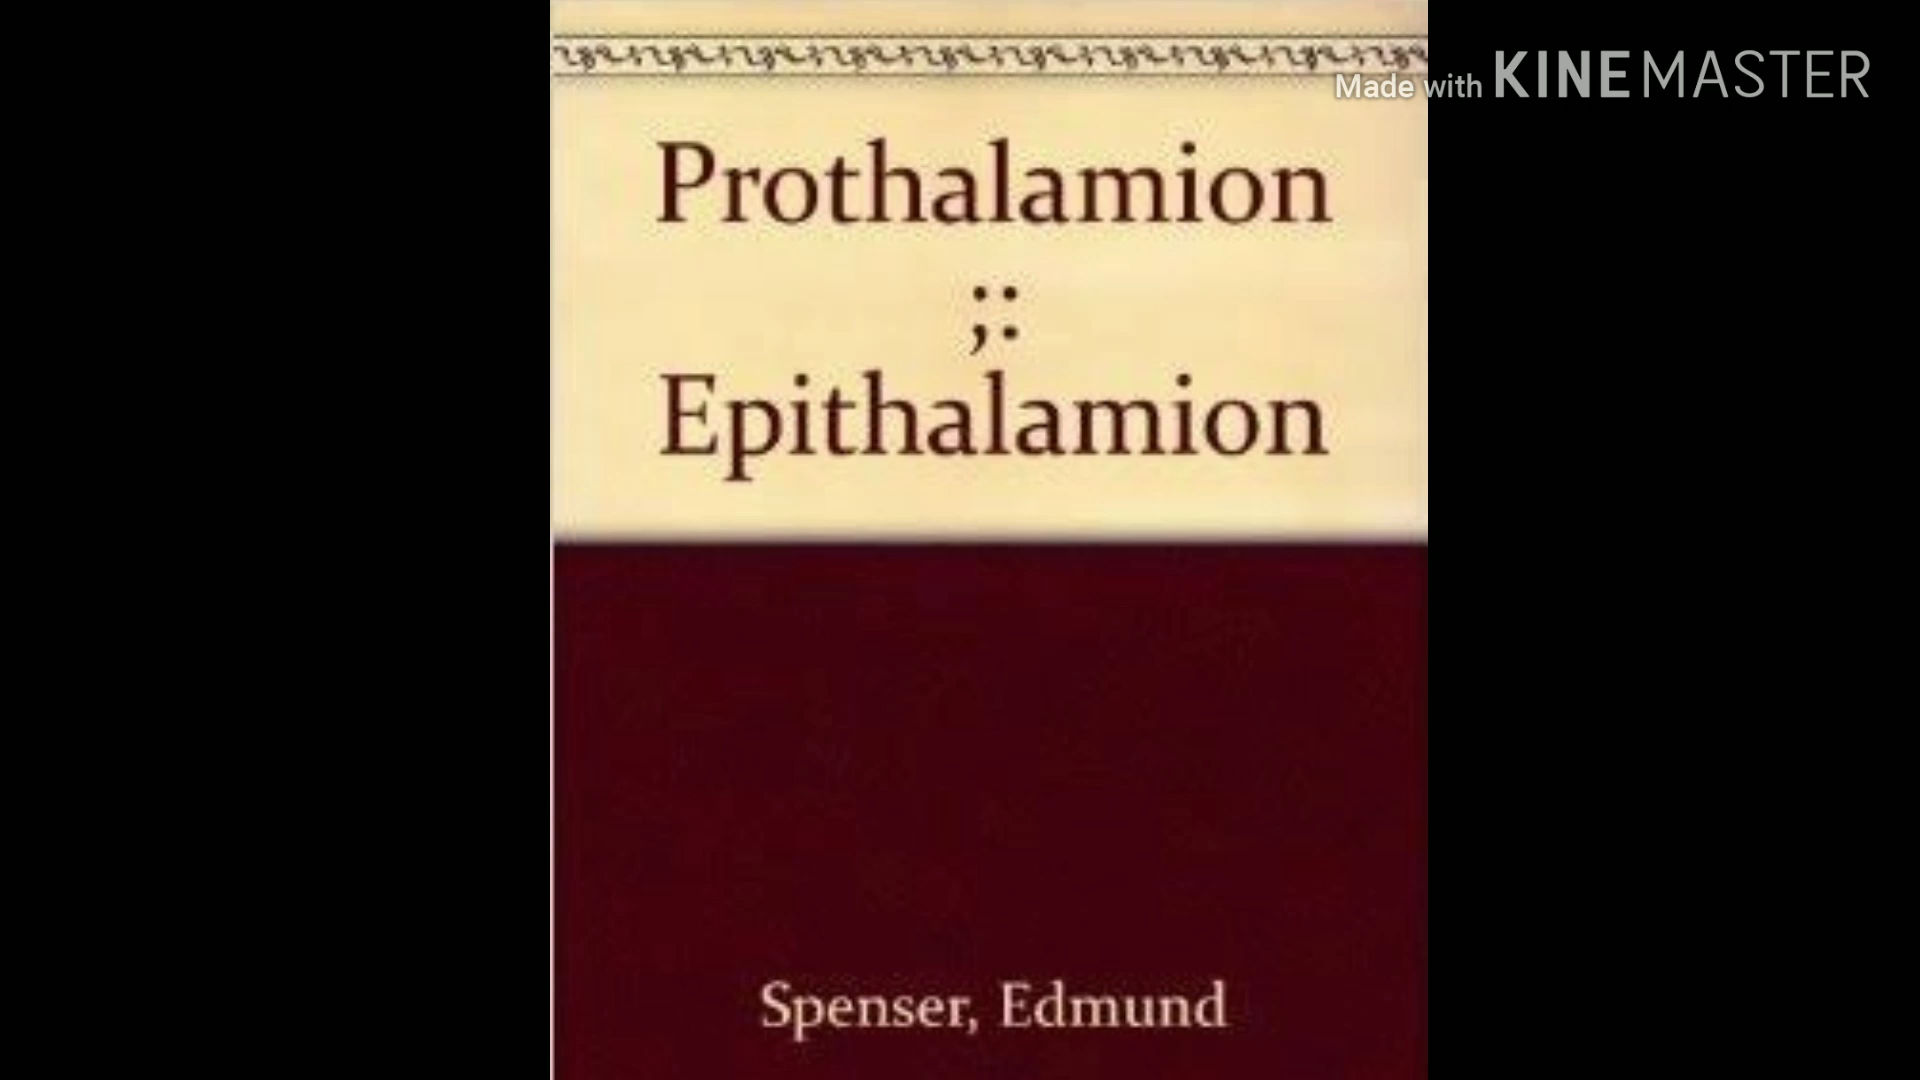 Made with KINEMASTER
Prothalamion
;:
Epithalamion
Spenser, Edmund